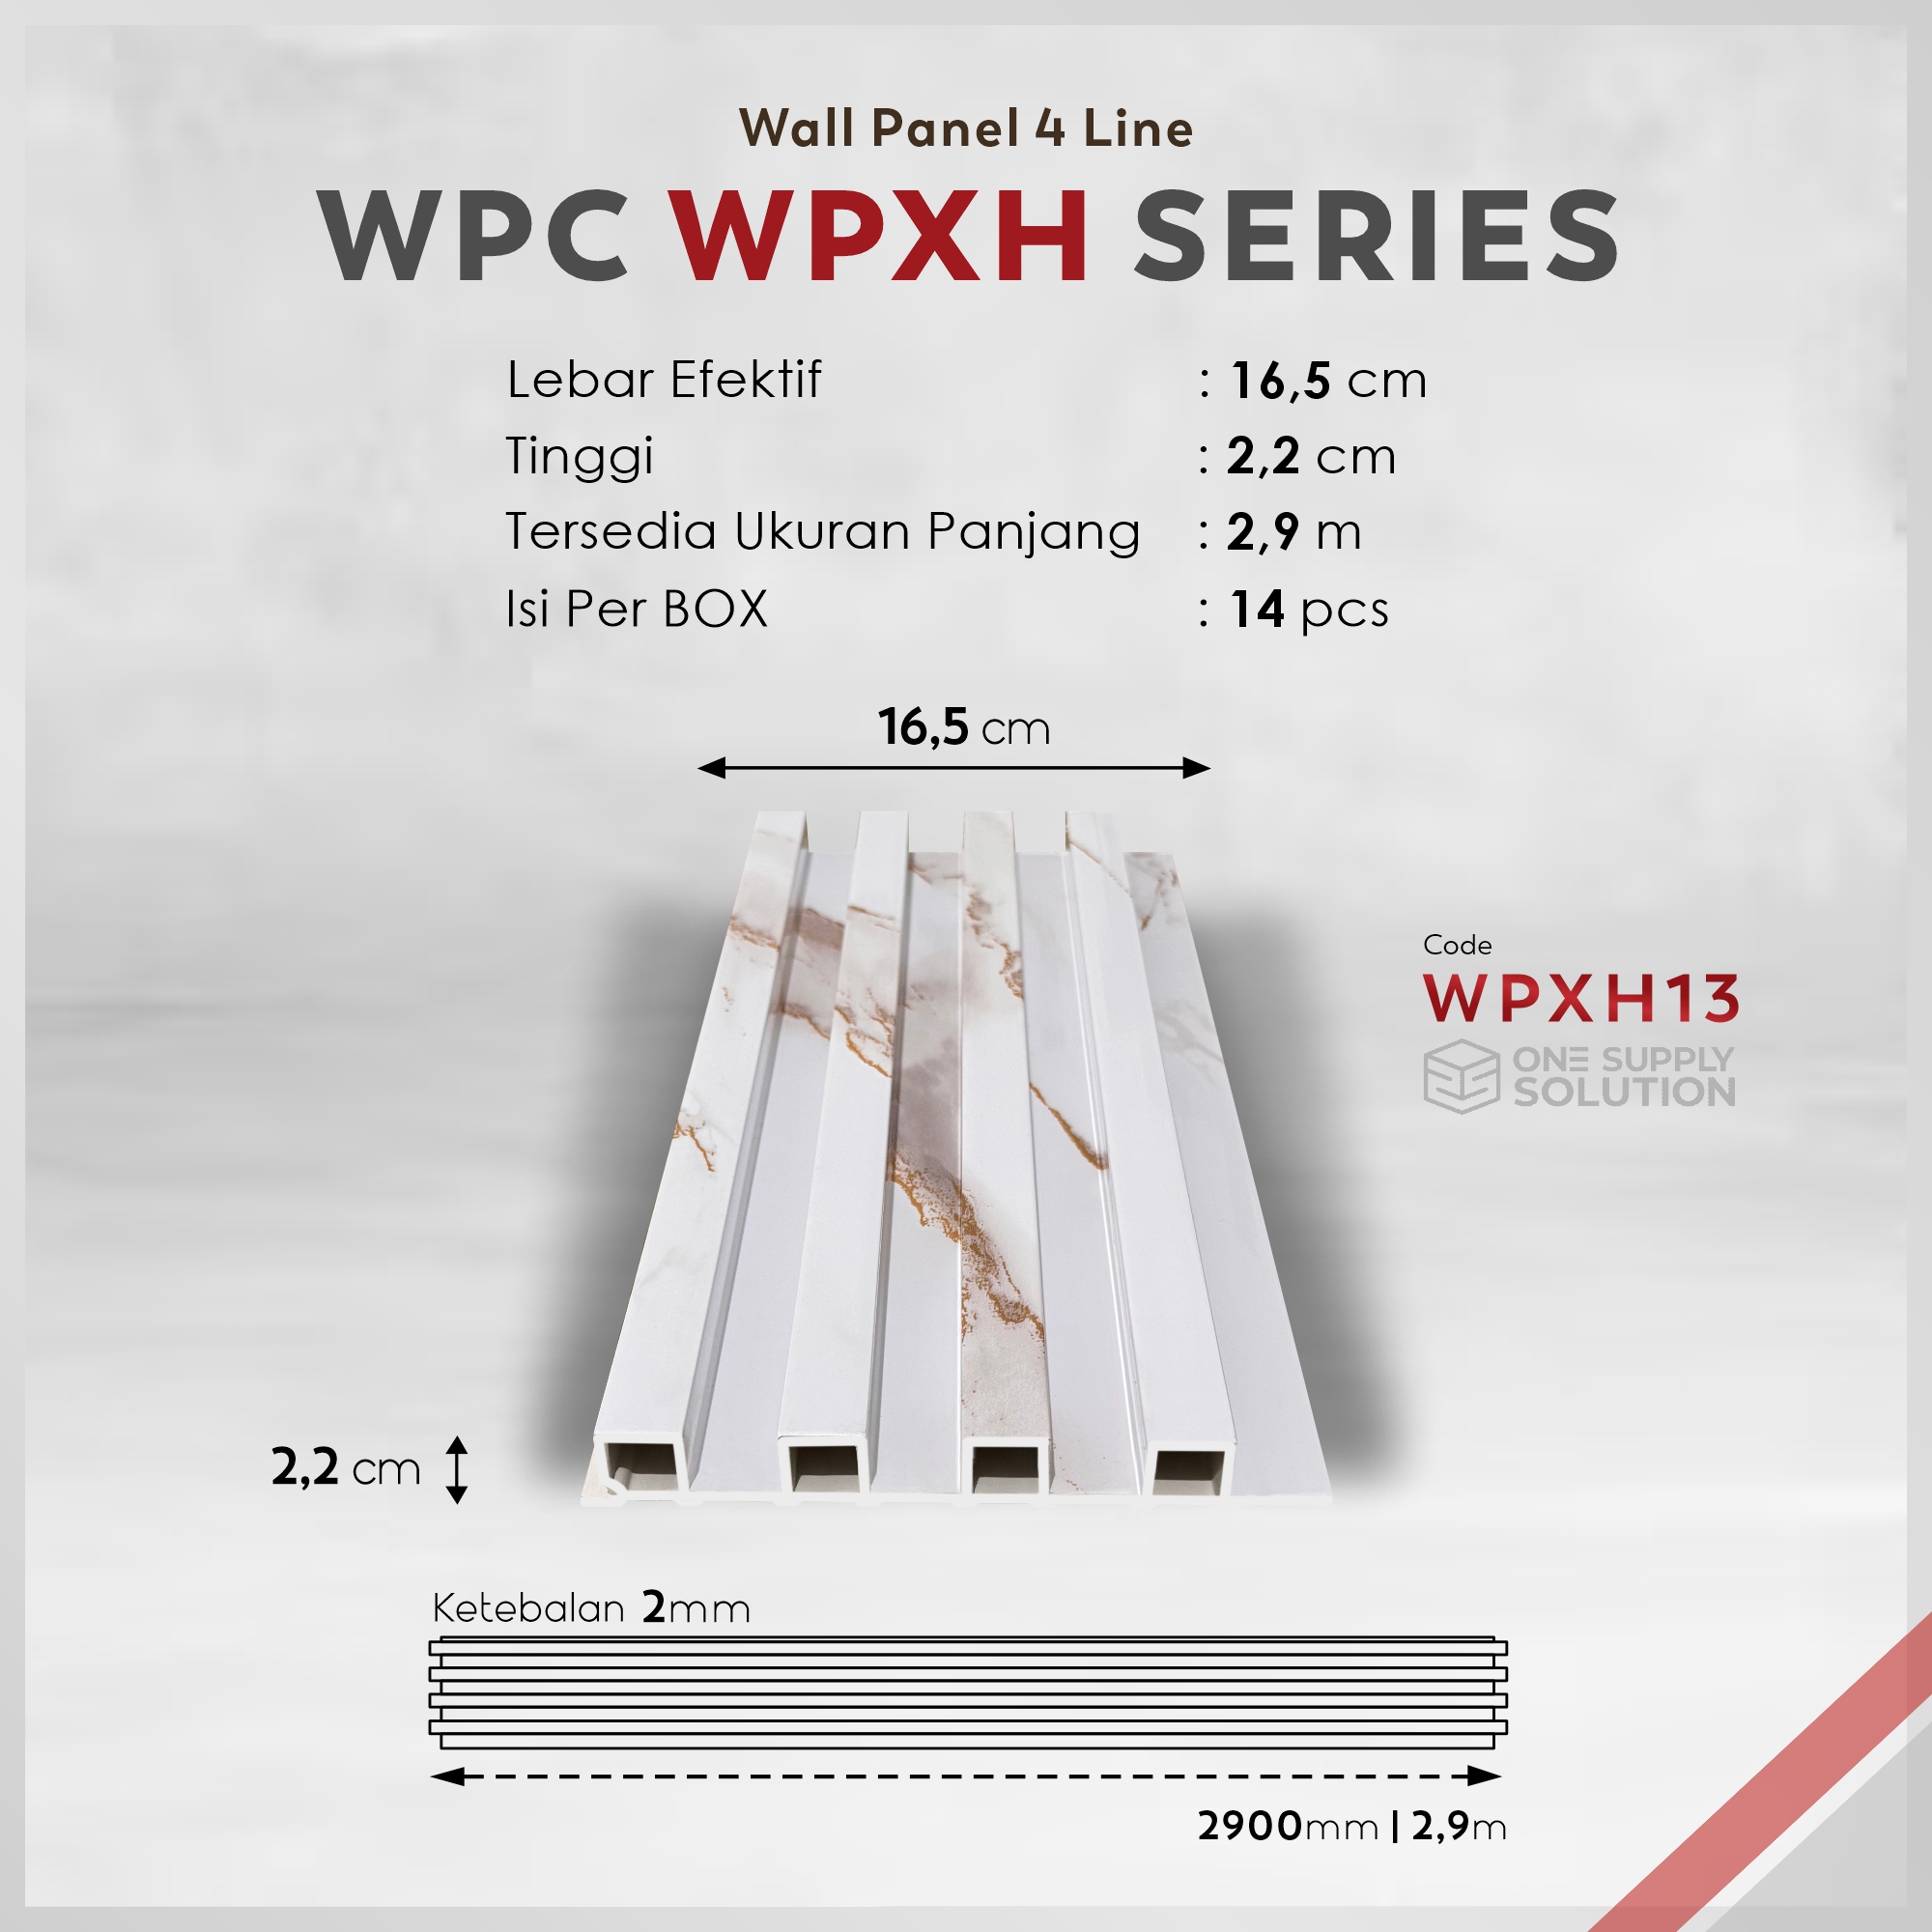 Wall Panel 4 Line
WPC WPXH SERIES
Lebar Efektif : 16,5 cm
Tinggi : 2,2 cm
Tersedia Ukuran Panjang : 2,9 m
Isi Per BOX : 14 pcs
16,5 cm
Code
WPXH13
ONE SUPPLY
SOLUTION
2,2 cm
Ketebalan 2mm
2900mm | 2,9m